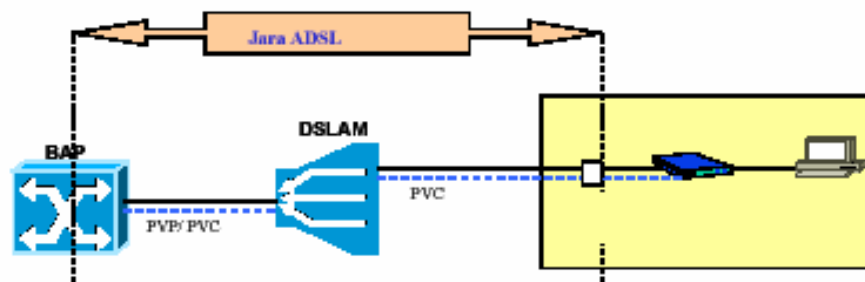 Jara ADSL
DSLAM
BAP
PVC
PVP/ PVC